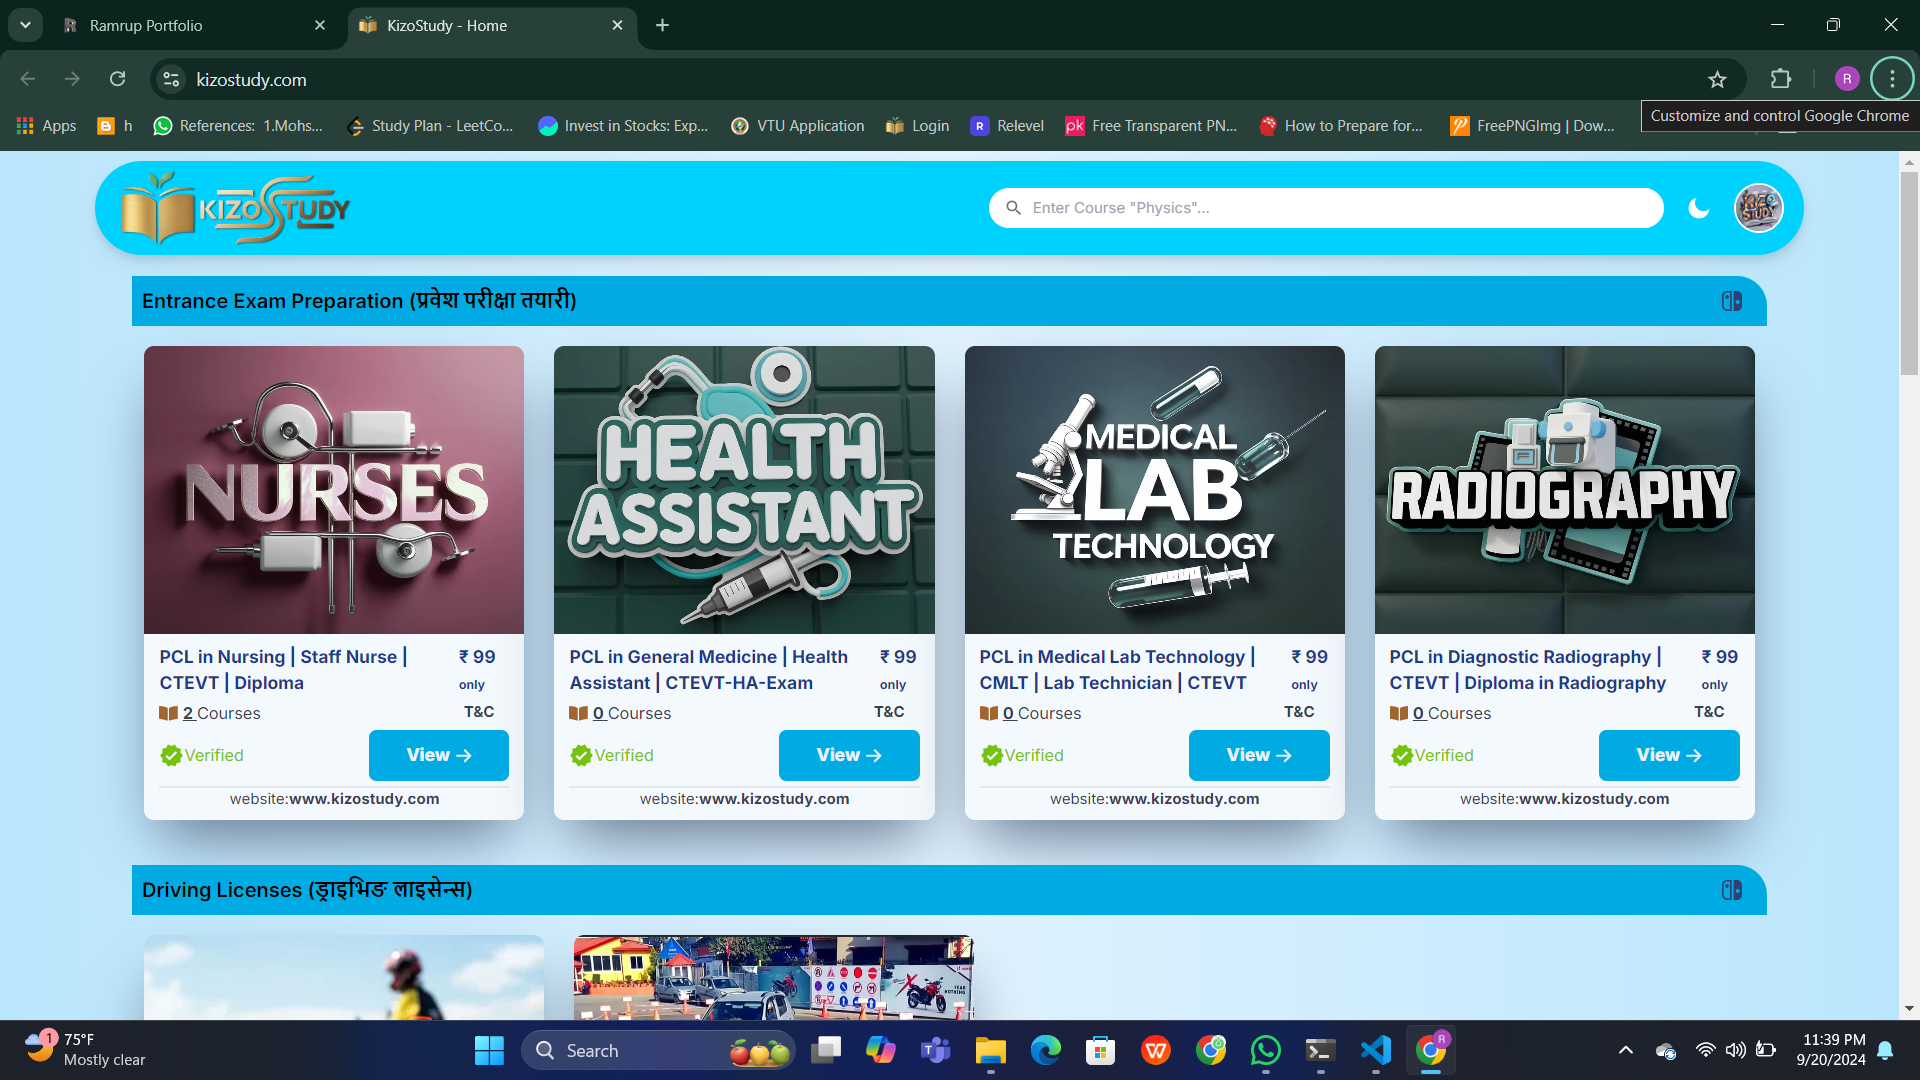 Ramrup Portfolio
KizoStudy - Home
kizostudy.com
R
Customize and control Google Chrome
Apps
h
References: 1.Mohs...
Study Plan - LeetCo...
Invest in Stocks: Exp...
VTU Application
Login
R Relevel
pk Free Transparent PN...
How to Prepare for...
FreePNGImg | Dow...
KIZOSTUDY
Enter Course "Physics"...
KIZO STUDY
Entrance Exam Preparation (प्रवेश परीक्षा तयारी)
NURSES
HEALTH
ASSISTANT
MEDICAL
LAB
TECHNOLOGY
RADIOGRAPHY
PCL in Nursing | Staff Nurse |
CTEVT | Diploma
₹ 99
only
2 Courses
T&C
Verified
View →
website:www.kizostudy.com
PCL in General Medicine | Health
Assistant | CTEVT-HA-Exam
₹ 99
only
0 Courses
T&C
Verified
View →
website:www.kizostudy.com
PCL in Medical Lab Technology |
CMLT | Lab Technician | CTEVT
₹ 99
only
0 Courses
T&C
Verified
View →
website:www.kizostudy.com
PCL in Diagnostic Radiography |
CTEVT | Diploma in Radiography
₹ 99
only
0 Courses
T&C
Verified
View →
website:www.kizostudy.com
Driving Licenses (ड्राइभिङ लाइसेन्स)
1
75°F
Mostly clear
Search
R
11:39 PM
9/20/2024